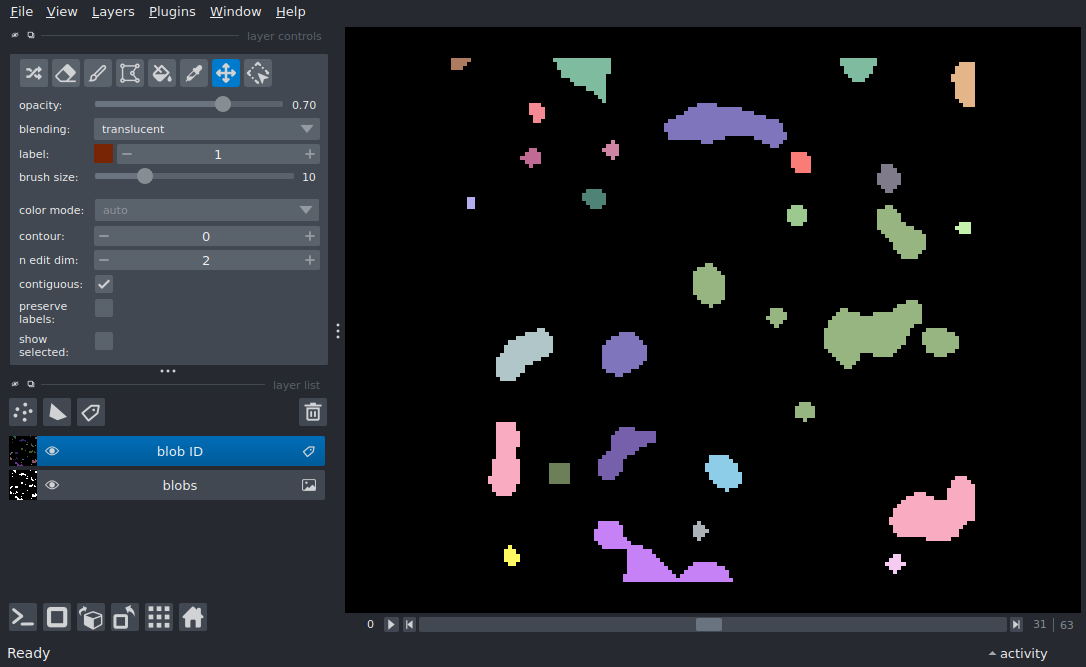 File View Layers Plugins Window Help
layer controls
opacity: 0.70
blending: translucent
label: 1
brush size: 10
color mode: auto
contour: 0
n edit dim: 2
contiguous:
preserve
labels:
show
selected:
layer list
blob ID
blobs
0 31 63
Ready activity